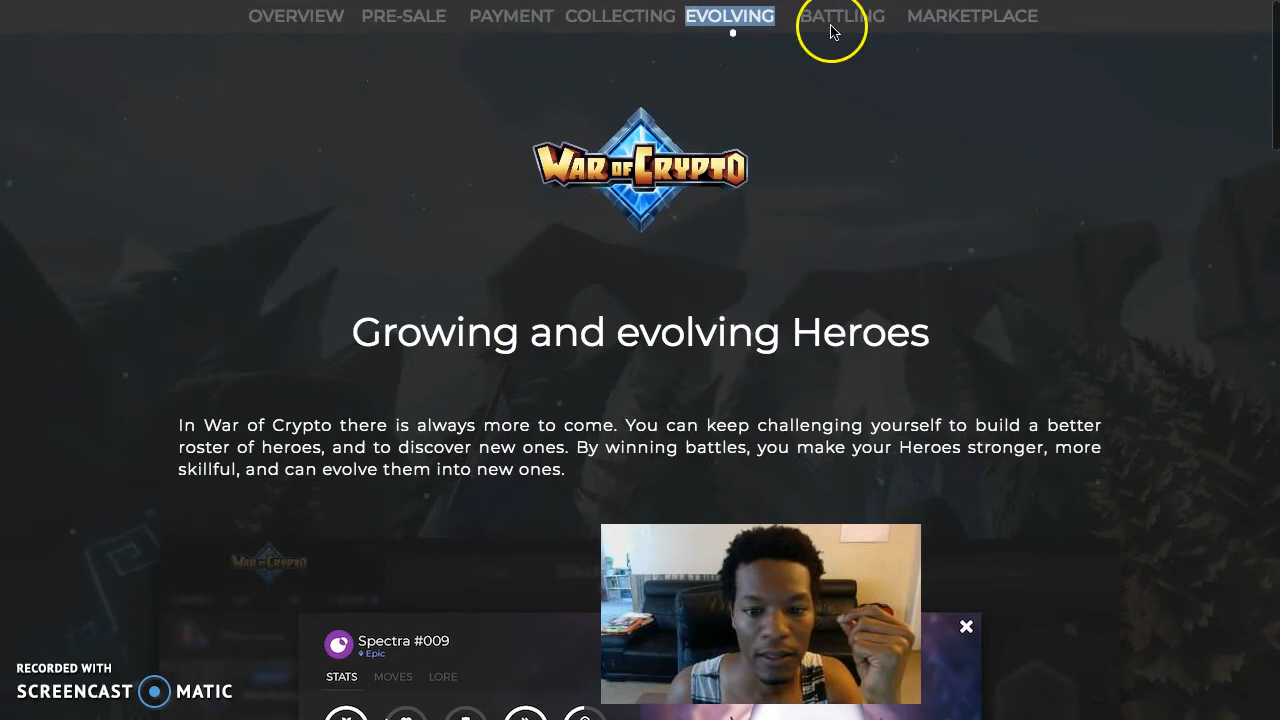 OVERVIEW PRE-SALE PAYMENT COLLECTING EVOLVING BATTLING MARKETPLACE
WAR OF CRYPTO
Growing and evolving Heroes
In War of Crypto there is always more to come. You can keep challenging yourself to build a better
roster of heroes, and to discover new ones. By winning battles, you make your Heroes stronger, more
skillful, and can evolve them into new ones.
WAR OF CRYPTO
Spectra #009
Epic
STATS MOVES LORE
RECORDED WITH
SCREENCAST MATIC